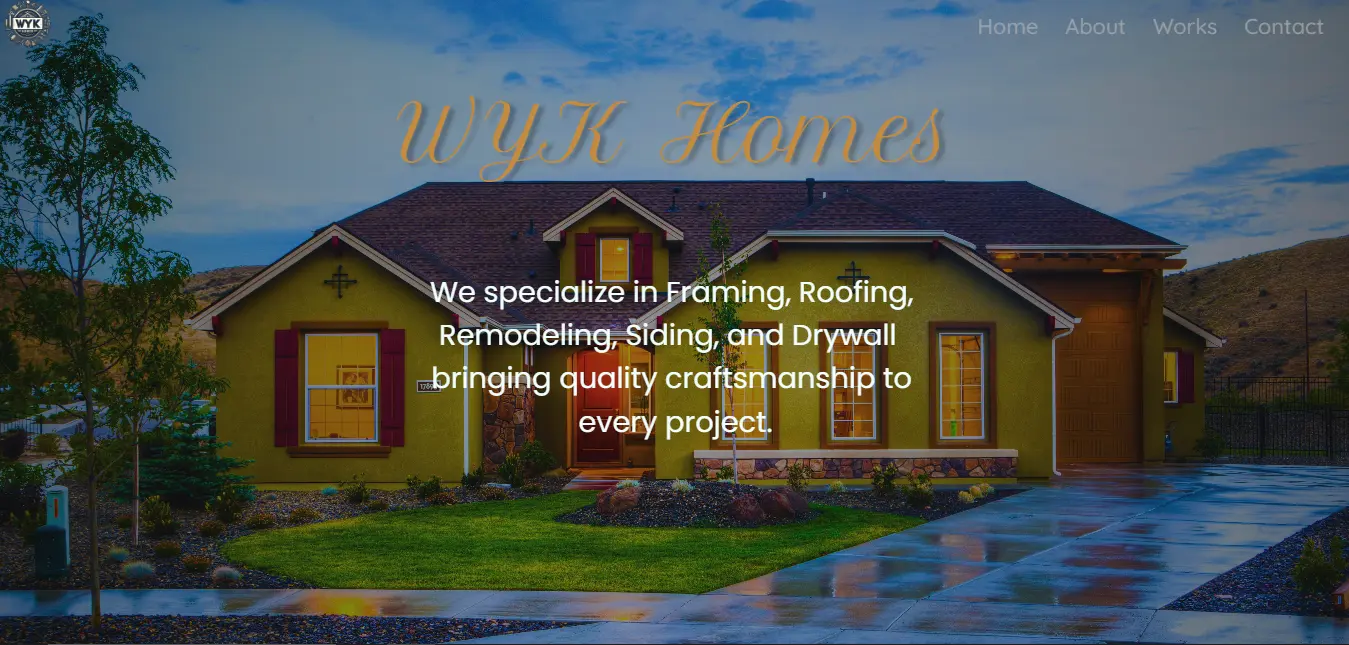 WYK
Home About Works Contact
WYK Homes
We specialize in Framing, Roofing,
Remodeling, Siding, and Drywall
bringing quality craftsmanship to
every project.